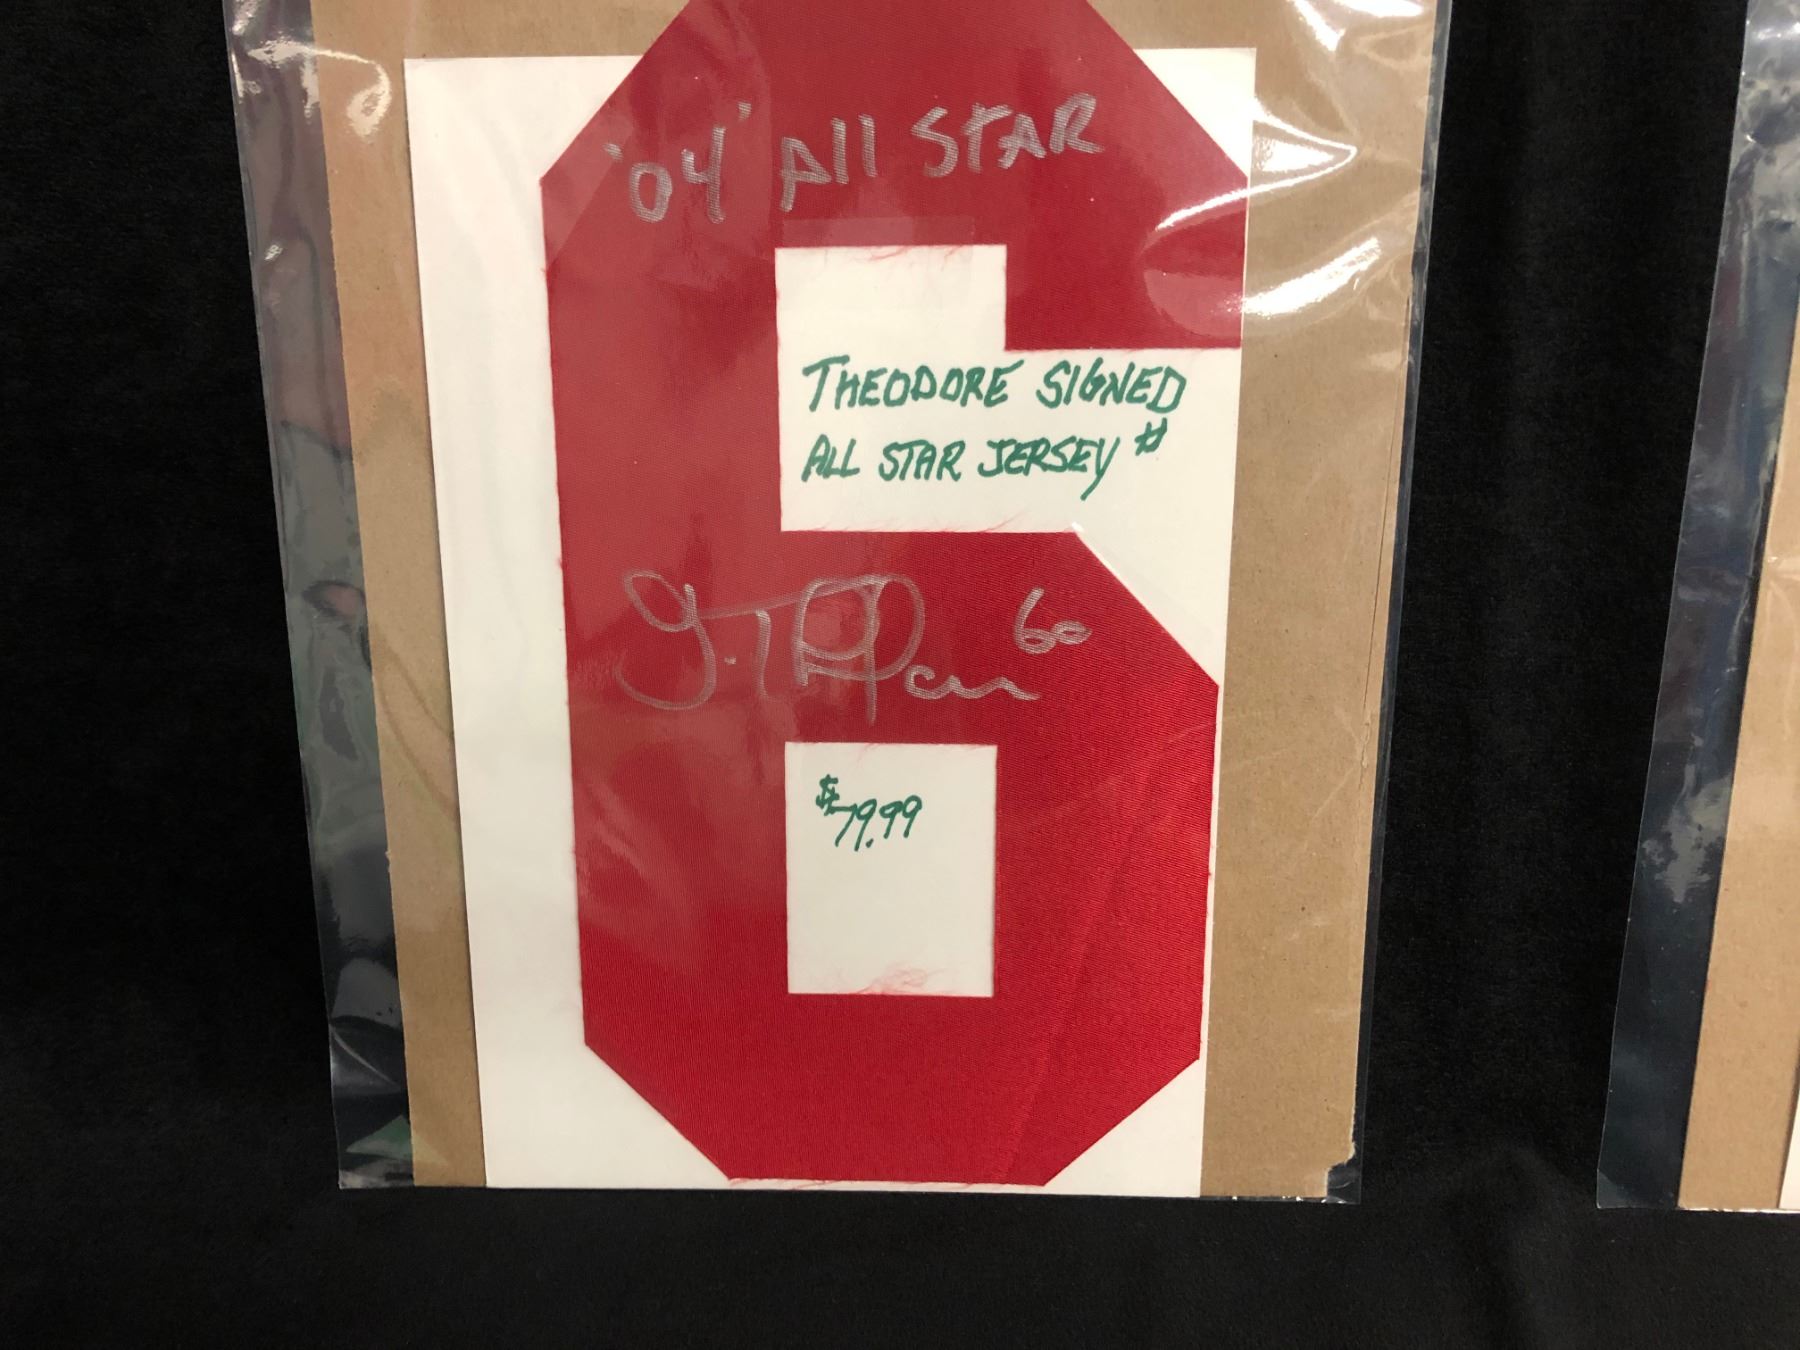 '04' All STAR
THEODORE SIGNED
ALL STAR JERSEY #
60
$79.99